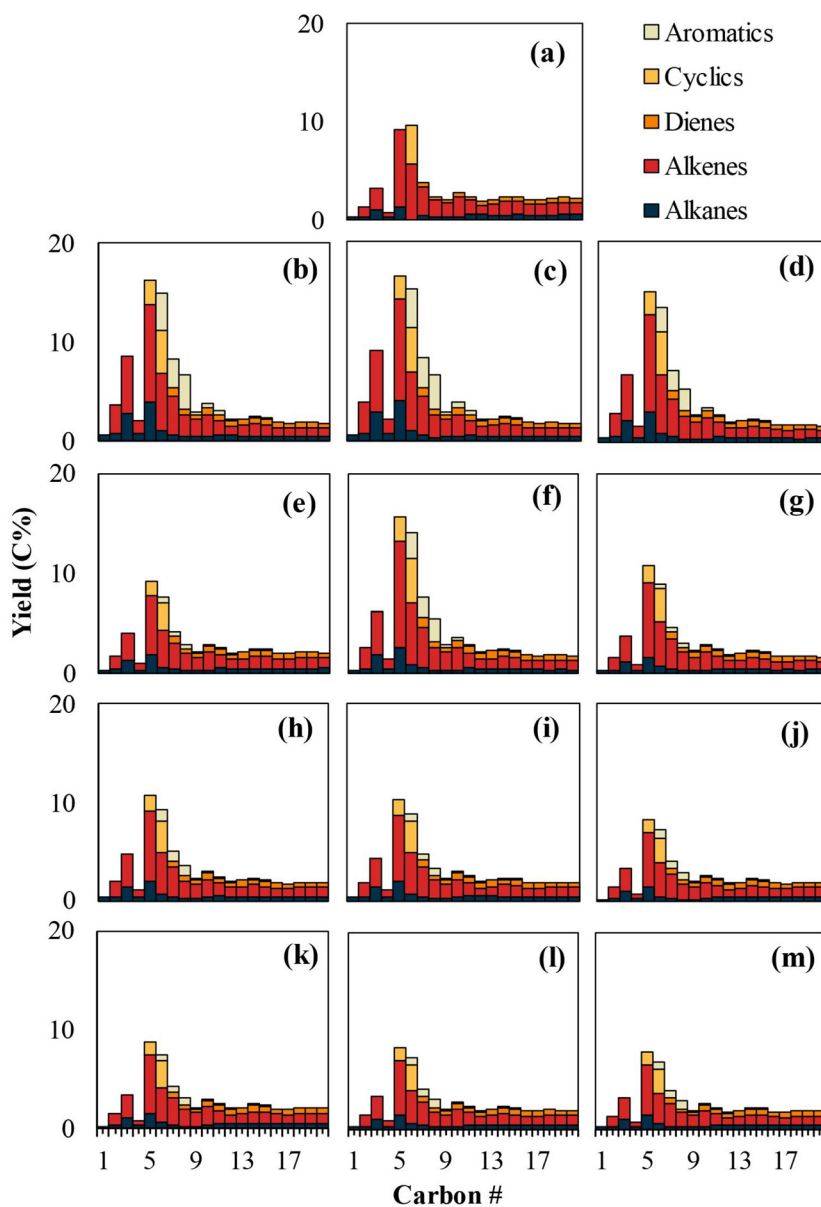 20
(a)
10
0
Aromatics
Cyclics
Dienes
Alkenes
Alkanes
20
(b)
(c)
(d)
10
0
20
(e)
(f)
(g)
10
0
Yield (C%)
20
(h)
(i)
(j)
10
0
20
(k)
(l)
(m)
10
0
1 5 9 13 17
1 5 9 13 17
1 5 9 13 17
Carbon #